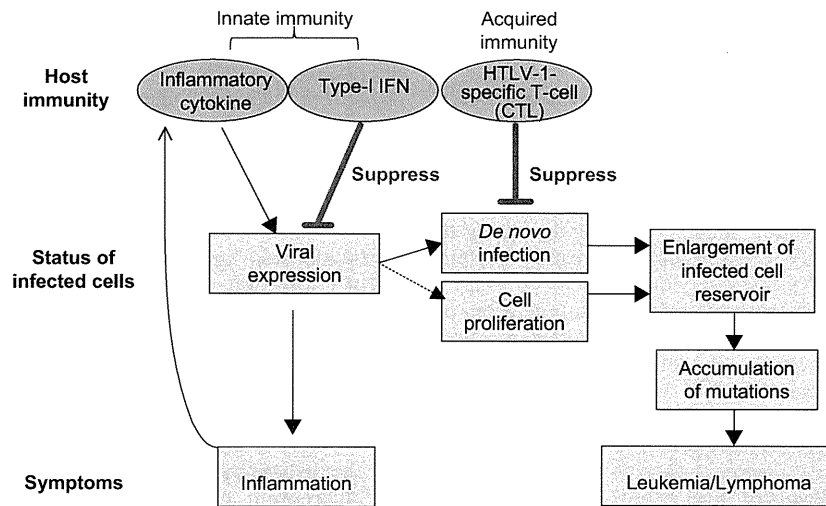 Innate immunity
Acquired
immunity
Host
immunity
Inflammatory
cytokine
Type-I IFN
HTLV-1-
specific T-cell
(CTL)
Suppress
Suppress
Status of
infected cells
Viral
expression
De novo
infection
Cell
proliferation
Enlargement of
infected cell
reservoir
Accumulation
of mutations
Symptoms
Inflammation
Leukemia/Lymphoma